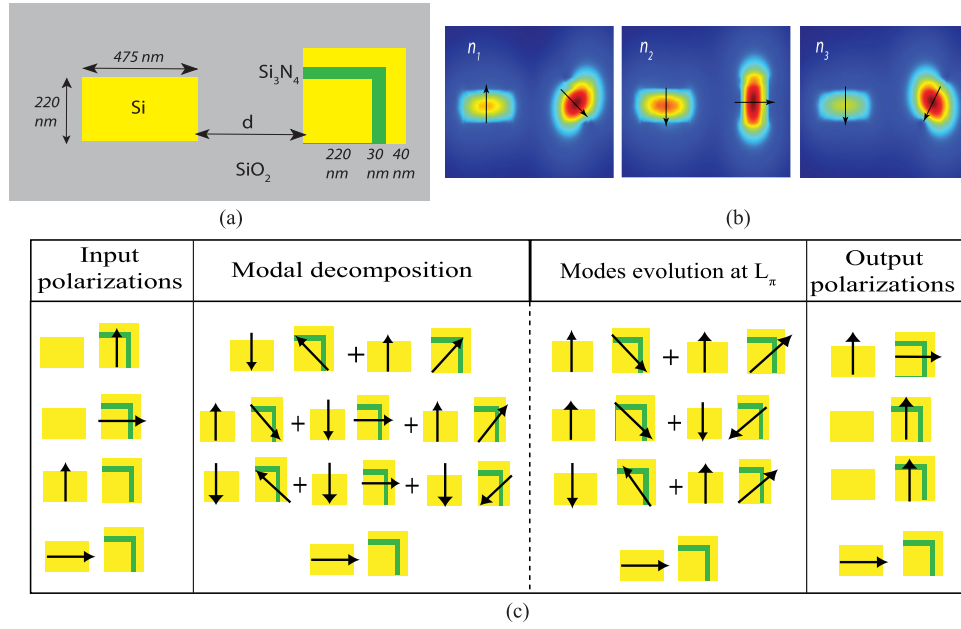 475 nm
220
nm
Si
Si₃N₄
d
SiO₂
220
nm
30
nm
40
nm
(a)
n₁
n₂
n₃
(b)
Input
polarizations
Modal decomposition
Modes evolution at Lπ
Output
polarizations
+
+
+
+
+
+
+
+
(c)